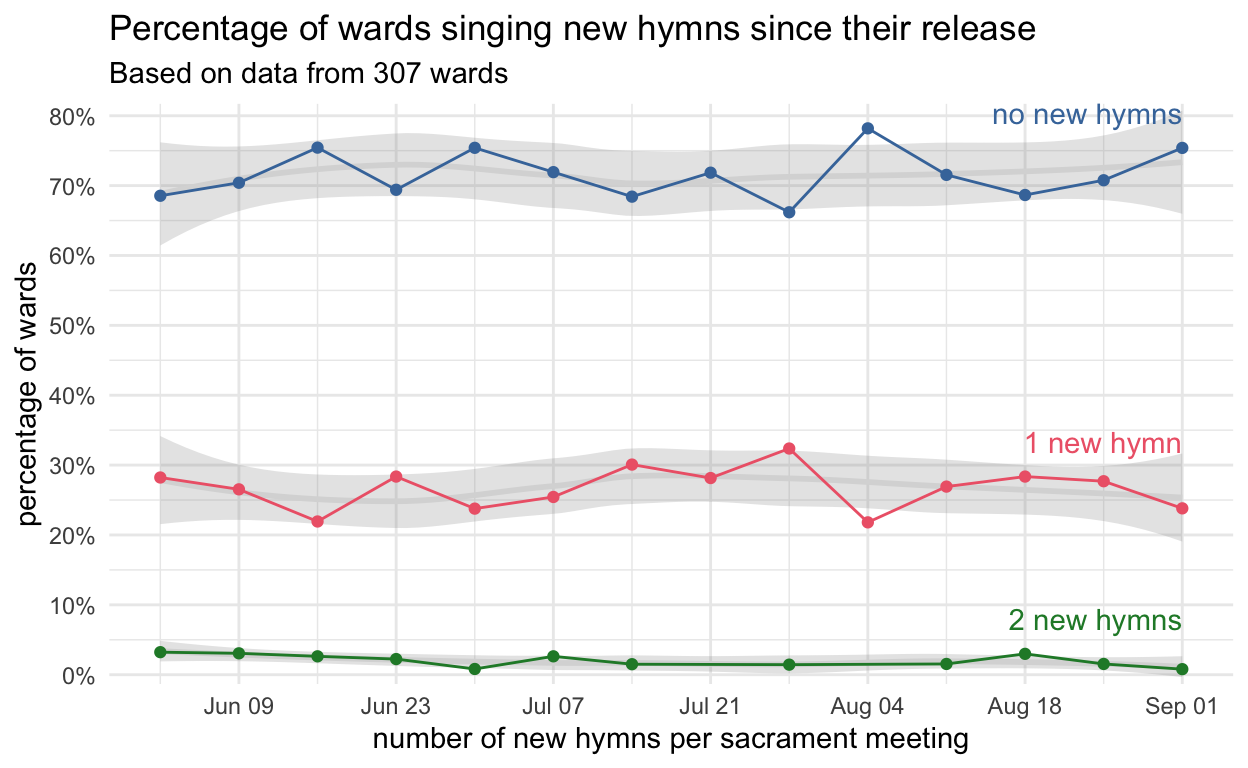 Percentage of wards singing new hymns since their release
Based on data from 307 wards
80%
70%
60%
50%
40%
30%
20%
10%
0%
percentage of wards
no new hymns
1 new hymn
2 new hymns
Jun 09
Jun 23
Jul 07
Jul 21
Aug 04
Aug 18
Sep 01
number of new hymns per sacrament meeting